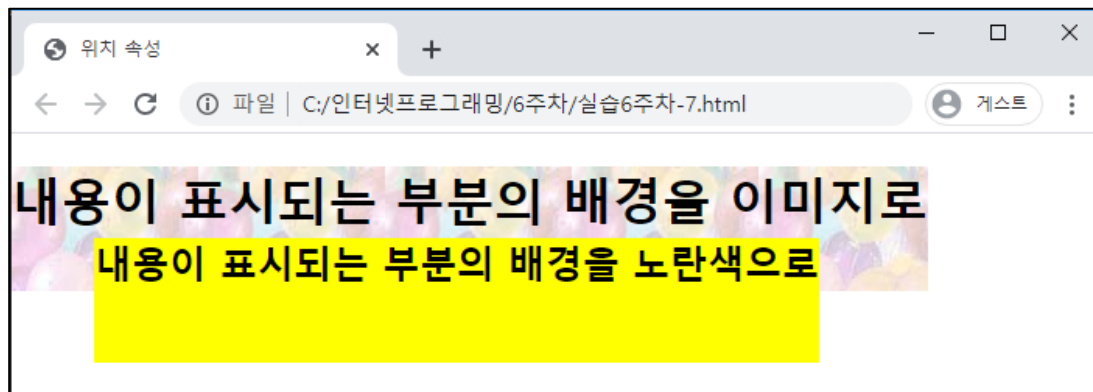 위치 속성
파일 | C:/인터넷프로그래밍/6주차/실습6주차-7.html 게스트
내용이 표시되는 부분의 배경을 이미지로
내용이 표시되는 부분의 배경을 노란색으로